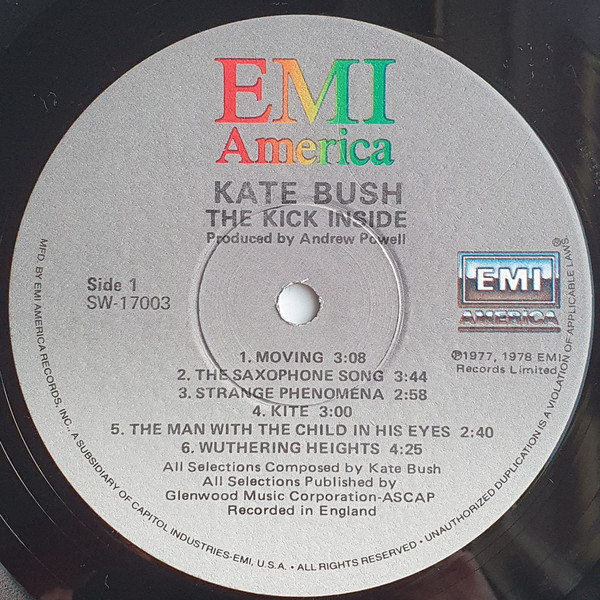 EMI
America
KATE BUSH
THE KICK INSIDE
Produced by Andrew Powell
Side 1
SW-17003
EMI
AMERICA
®
1. MOVING 3:08
2. THE SAXOPHONE SONG 3:44
3. STRANGE PHENOMENA 2:58
4. KITE 3:00
5. THE MAN WITH THE CHILD IN HIS EYES 2:40
6. WUTHERING HEIGHTS 4:25
℗1977, 1978 EMI
Records Limited
All Selections Composed by Kate Bush
All Selections Published by
Glenwood Music Corporation-ASCAP
Recorded in England
MFD. BY EMI AMERICA RECORDS, INC., A SUBSIDIARY OF CAPITOL INDUSTRIES-EMI, U.S.A. • ALL RIGHTS RESERVED • UNAUTHORIZED DUPLICATION IS A VIOLATION OF APPLICABLE LAWS.